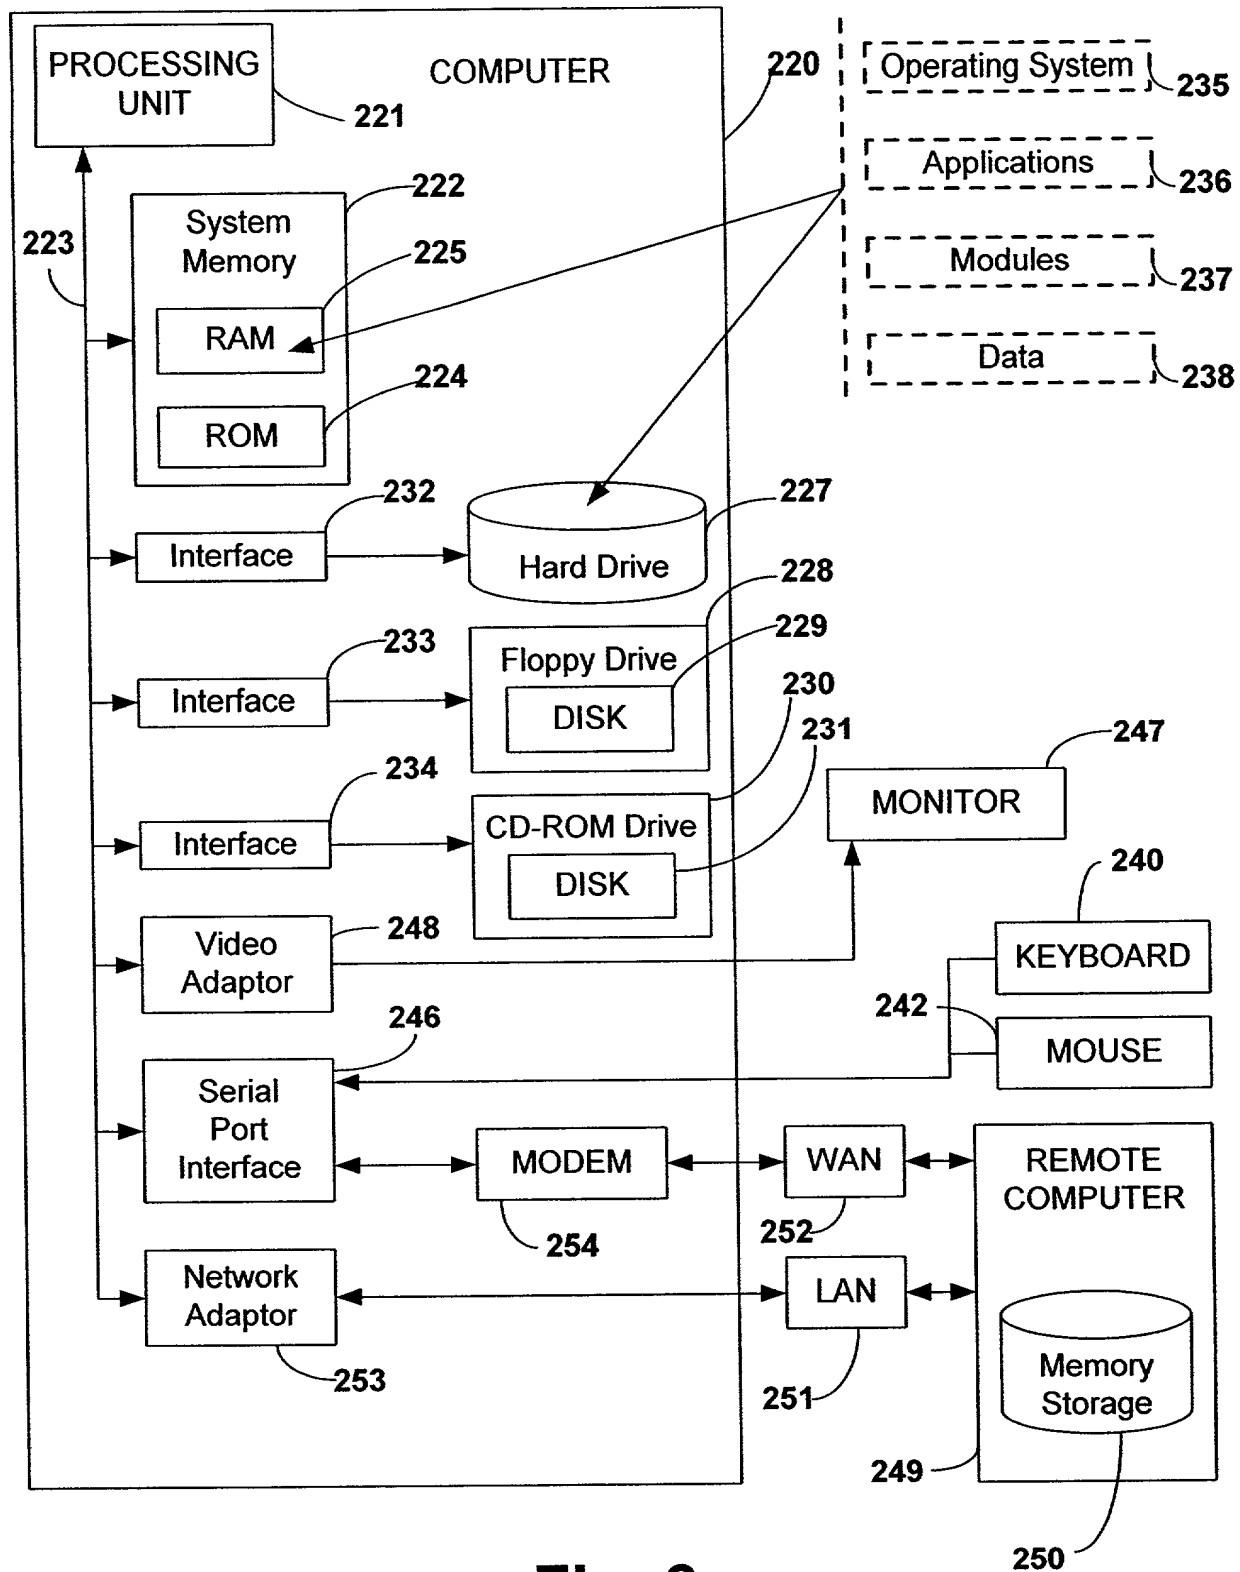 PROCESSING
UNIT
COMPUTER
221
220
Operating System
235
Applications
236
Modules
237
Data
238
222
System
Memory
223
225
RAM
224
ROM
232
Interface
227
Hard Drive
228
229
233
Interface
Floppy Drive
DISK
230
231
234
Interface
CD-ROM Drive
DISK
247
MONITOR
240
KEYBOARD
248
Video
Adaptor
242
MOUSE
246
Serial
Port
Interface
MODEM
254
WAN
252
REMOTE
COMPUTER
Network
Adaptor
253
LAN
251
Memory
Storage
249
250